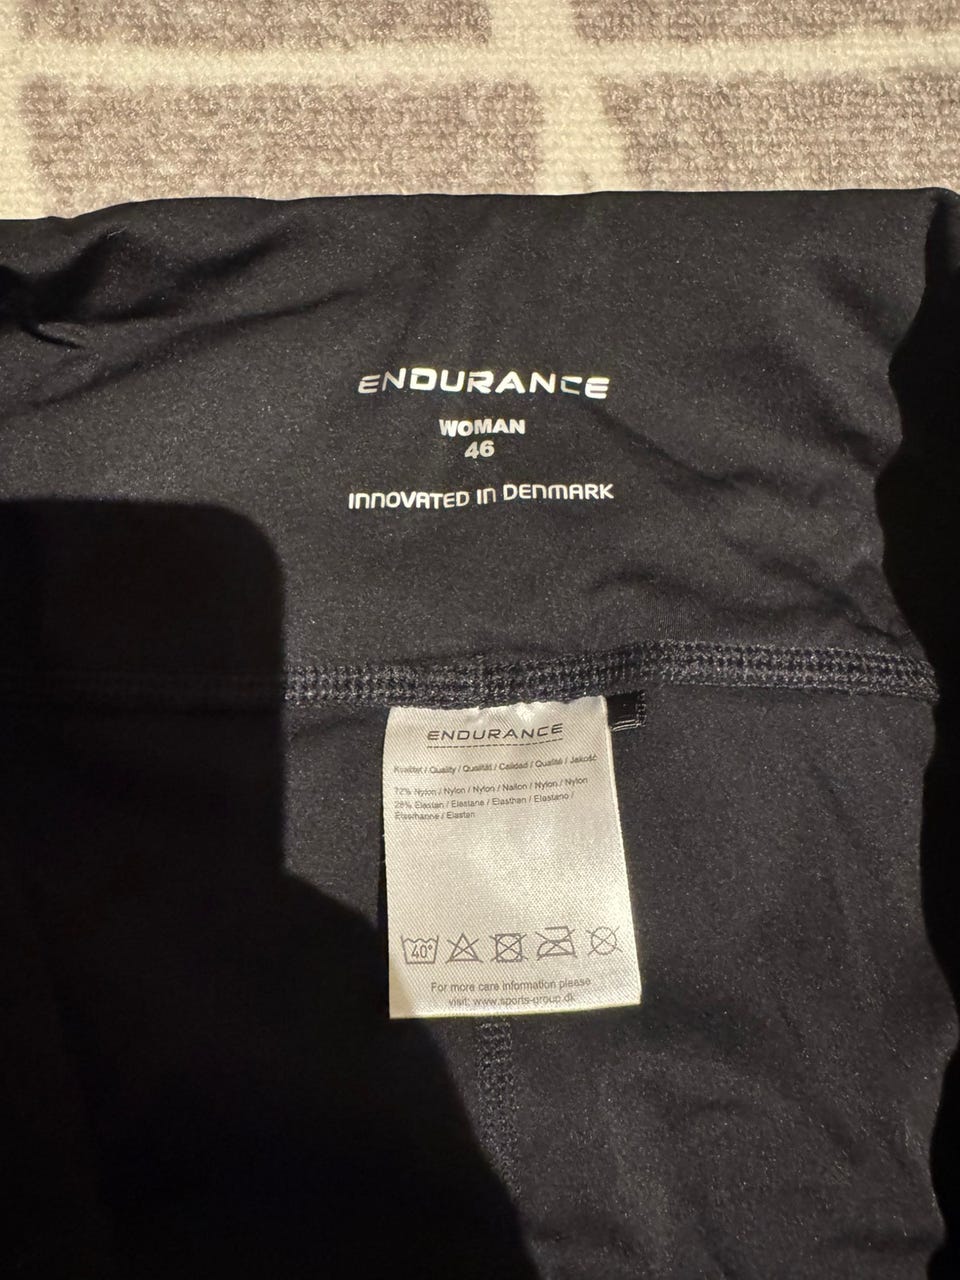 ENDURANCE
WOMAN
46
INNOVATED IN DENMARK
ENDURANCE
Kvalitet / Quality / Qualität / Calidad / Qualité / Jakość
72% Nylon / Nylon / Nylon / Nailon / Nylon / Nylon
28% Elastan / Elastane / Elasthan / Elastano /
Élasthanne / Elastan
40°
For more care information please
visit: www.sports-group.dk